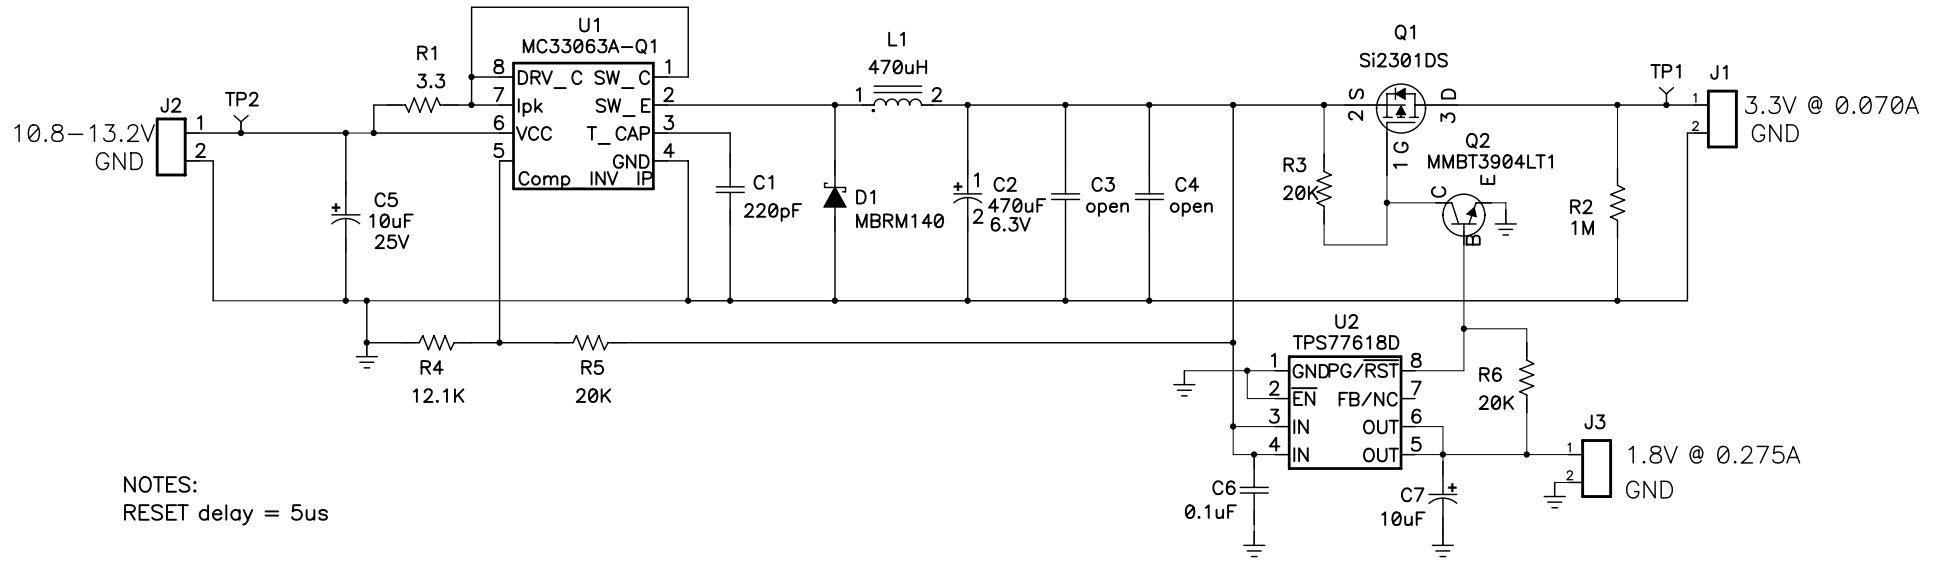 U1
MC33063A-Q1
8 DRV_C SW_C 1
7 Ipk SW_E 2
6 VCC T_CAP 3
5 GND 4
Comp INV IP
R1
3.3
J2
TP2
10.8-13.2V
GND
1
2
C5
+
10uF
25V
C1
220pF
D1
MBRM140
L1
470uH
1 2
+ 1
C2
470uF
6.3V
2
C3
open
C4
open
Q1
Si2301DS
2 S
3 D
1 G
R3
20K
Q2
MMBT3904LT1
C
E
B
R2
1M
TP1
J1
1
2
3.3V @ 0.070A
GND
R4
12.1K
R5
20K
U2
TPS77618D
1 GND PG/RST 8
2 EN FB/NC 7
3 IN OUT 6
4 IN OUT 5
R6
20K
C6
0.1uF
C7
+
10uF
J3
1
2
1.8V @ 0.275A
GND
NOTES:
RESET delay = 5us